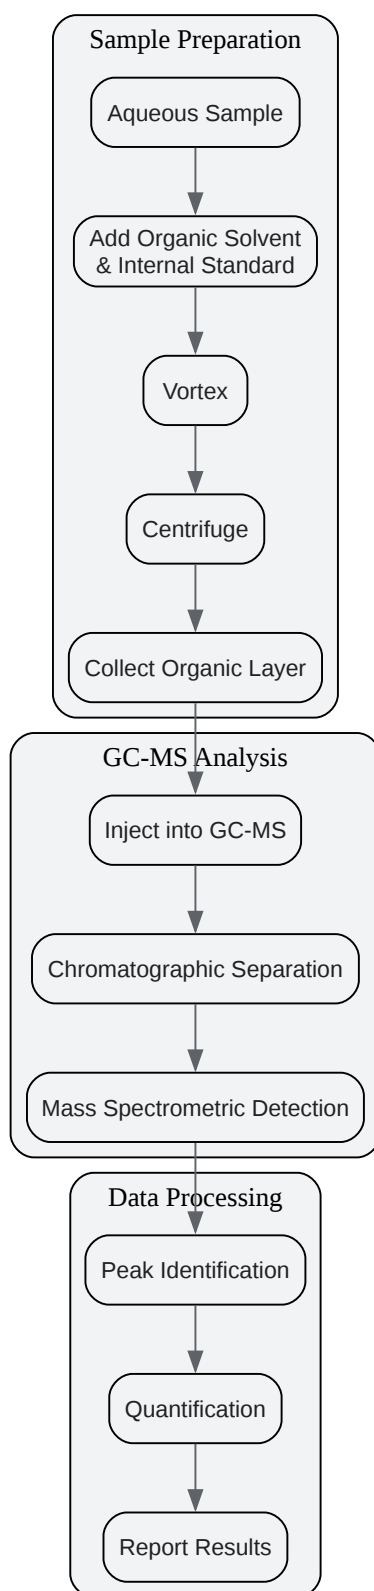 Sample Preparation
Aqueous Sample
Add Organic Solvent
& Internal Standard
Vortex
Centrifuge
Collect Organic Layer
GC-MS Analysis
Inject into GC-MS
Chromatographic Separation
Mass Spectrometric Detection
Data Processing
Peak Identification
Quantification
Report Results